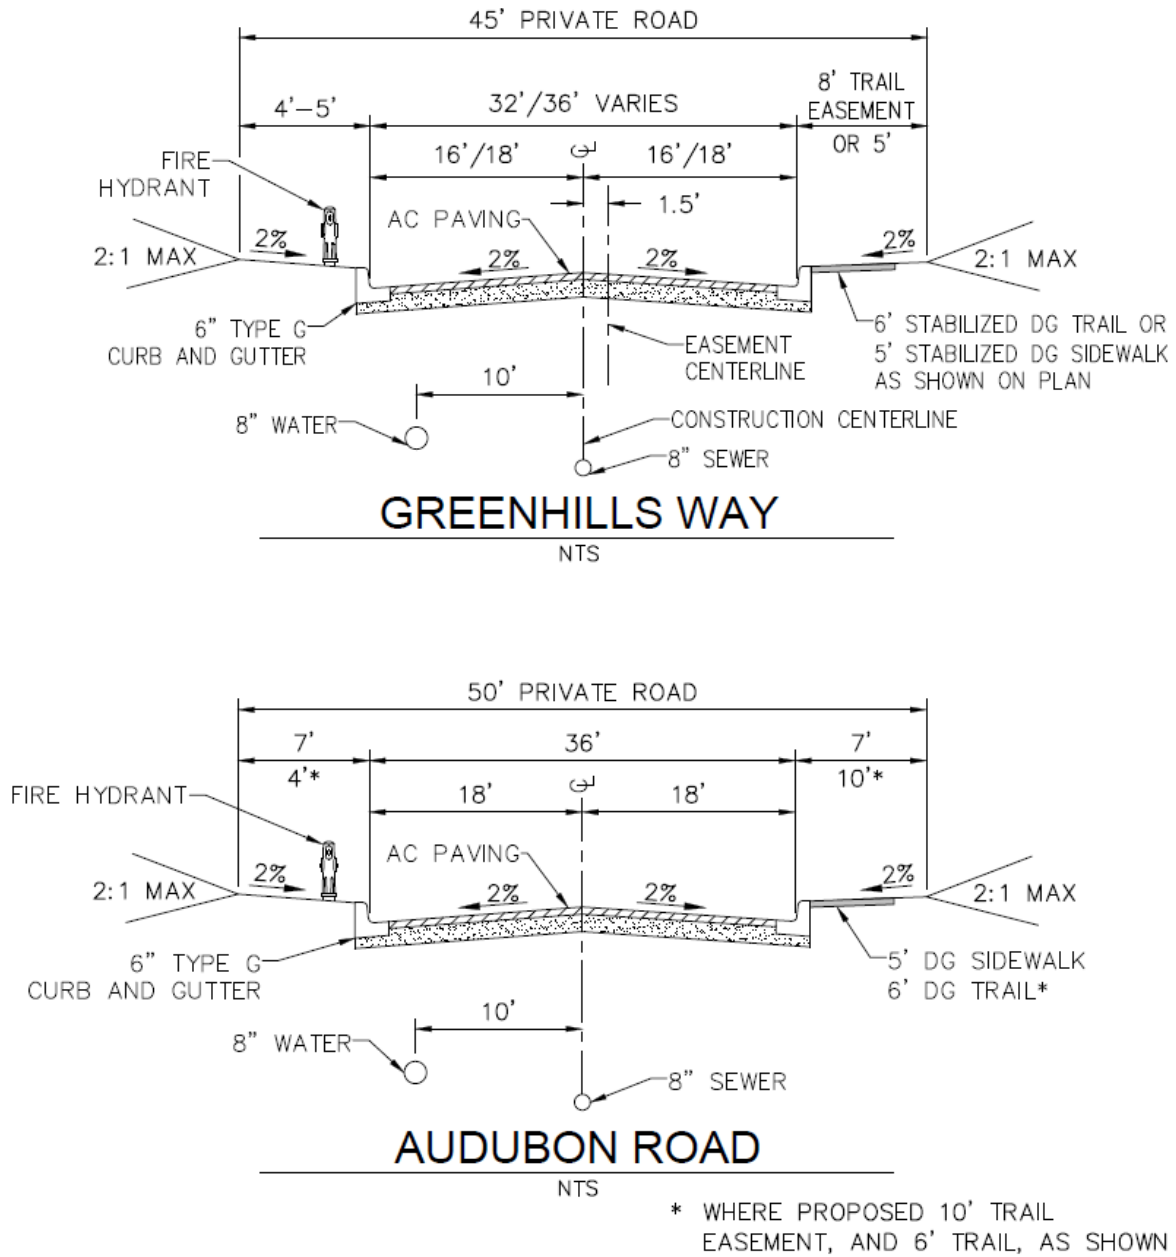 45' PRIVATE ROAD
4'-5'
32'/36' VARIES
8' TRAIL
EASEMENT
OR 5'
16'/18'
℄
16'/18'
FIRE
HYDRANT
1.5'
AC PAVING
2:1 MAX
2%
2%
2%
2%
2:1 MAX
6" TYPE G
CURB AND GUTTER
EASEMENT
CENTERLINE
6' STABILIZED DG TRAIL OR
5' STABILIZED DG SIDEWALK
AS SHOWN ON PLAN
10'
8" WATER
CONSTRUCTION CENTERLINE
8" SEWER
GREENHILLS WAY
NTS
50' PRIVATE ROAD
7'
4'*
36'
7'
10'*
FIRE HYDRANT
18'
℄
18'
AC PAVING
2:1 MAX
2%
2%
2%
2%
2:1 MAX
6" TYPE G
CURB AND GUTTER
5' DG SIDEWALK
6' DG TRAIL*
10'
8" WATER
8" SEWER
AUDUBON ROAD
NTS
* WHERE PROPOSED 10' TRAIL
EASEMENT, AND 6' TRAIL, AS SHOWN